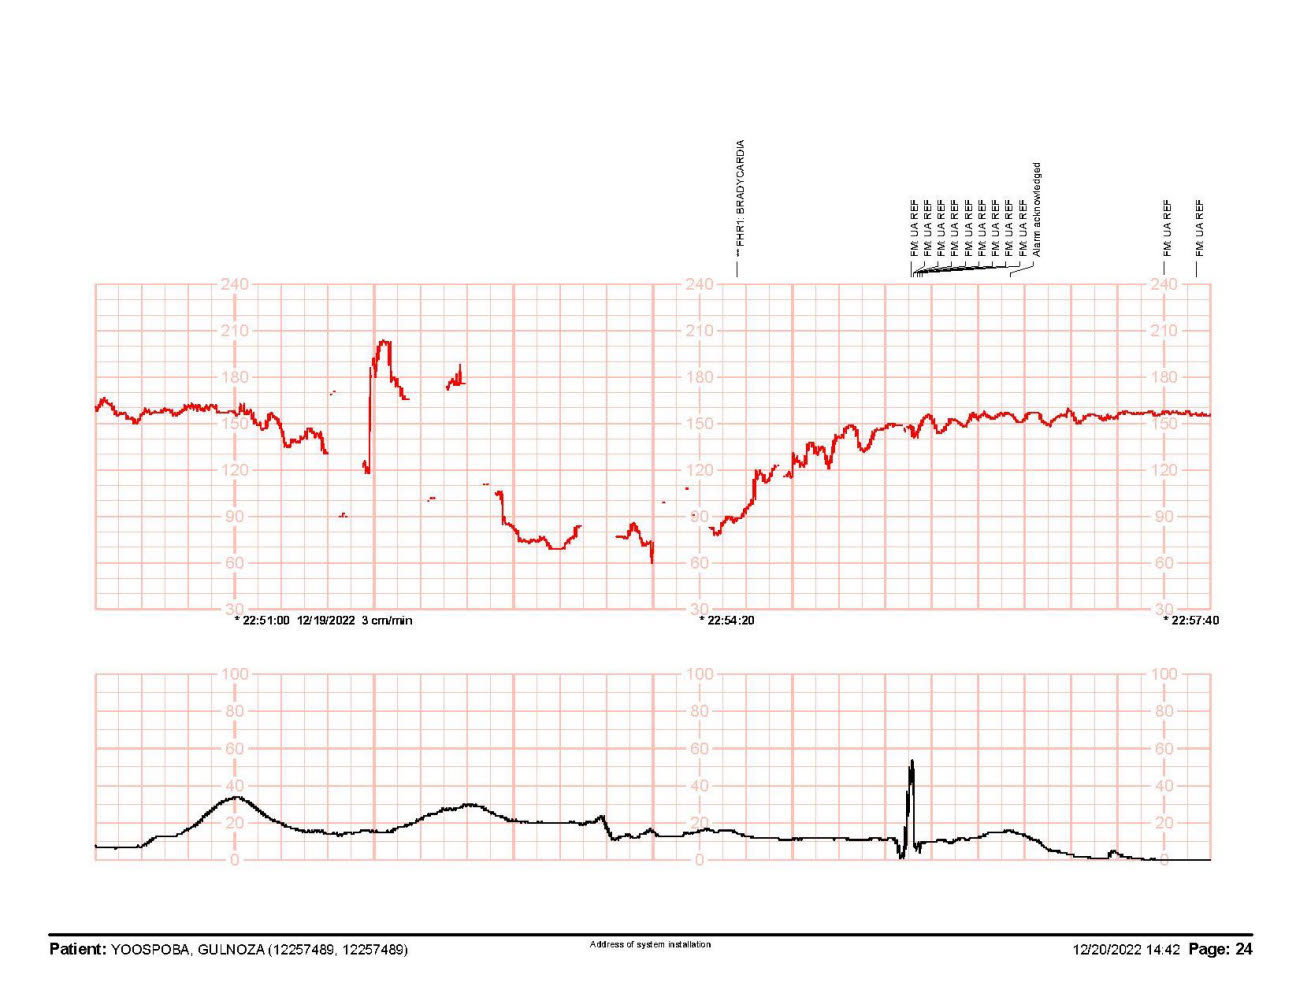 ** FHR1: BRADYCARDIA
FM: UA REF
FM: UA REF
FM: UA REF
FM: UA REF
FM: UA REF
FM: UA REF
FM: UA REF
FM: UA REF
FM: UA REF
Alarm acknowledged
FM: UA REF
FM: UA REF
240 240 240
210 210 210
180 180 180
150 150 150
120 120 120
90 90 90
60 60 60
30 30 30
* 22:51:00 12/19/2022 3 cm/min * 22:54:20 * 22:57:40
100 100 100
80 80 80
60 60 60
40 40 40
20 20 20
0 0 0
Patient: YOOSPOBA, GULNOZA (12257489, 12257489) Address of system installation 12/20/2022 14:42 Page: 24